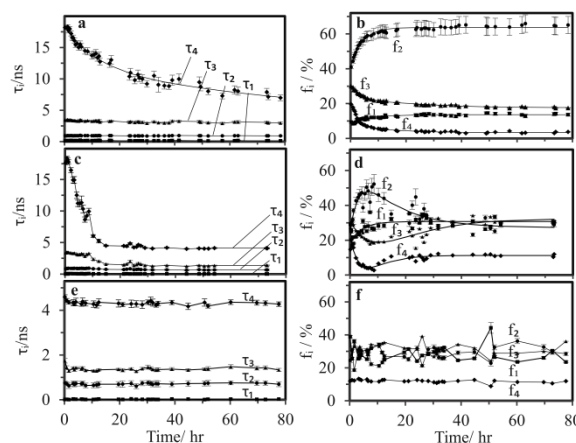 a
τᵢ/ns
15
10
5
0
τ₄
τ₃
τ₂
τ₁
b
fᵢ / %
60
40
20
0
f₂
f₃
f₁
f₄
c
τᵢ/ns
15
10
5
0
τ₄
τ₃
τ₂
τ₁
d
fᵢ / %
60
40
20
0
f₂
f₁
f₃
f₄
e
τᵢ/ns
5
4
3
2
1
0
τ₄
τ₃
τ₂
τ₁
0 20 40 60 80
Time/ hr
f
fᵢ / %
60
40
20
0
f₂
f₃
f₁
f₄
0 20 40 60 80
Time/ hr